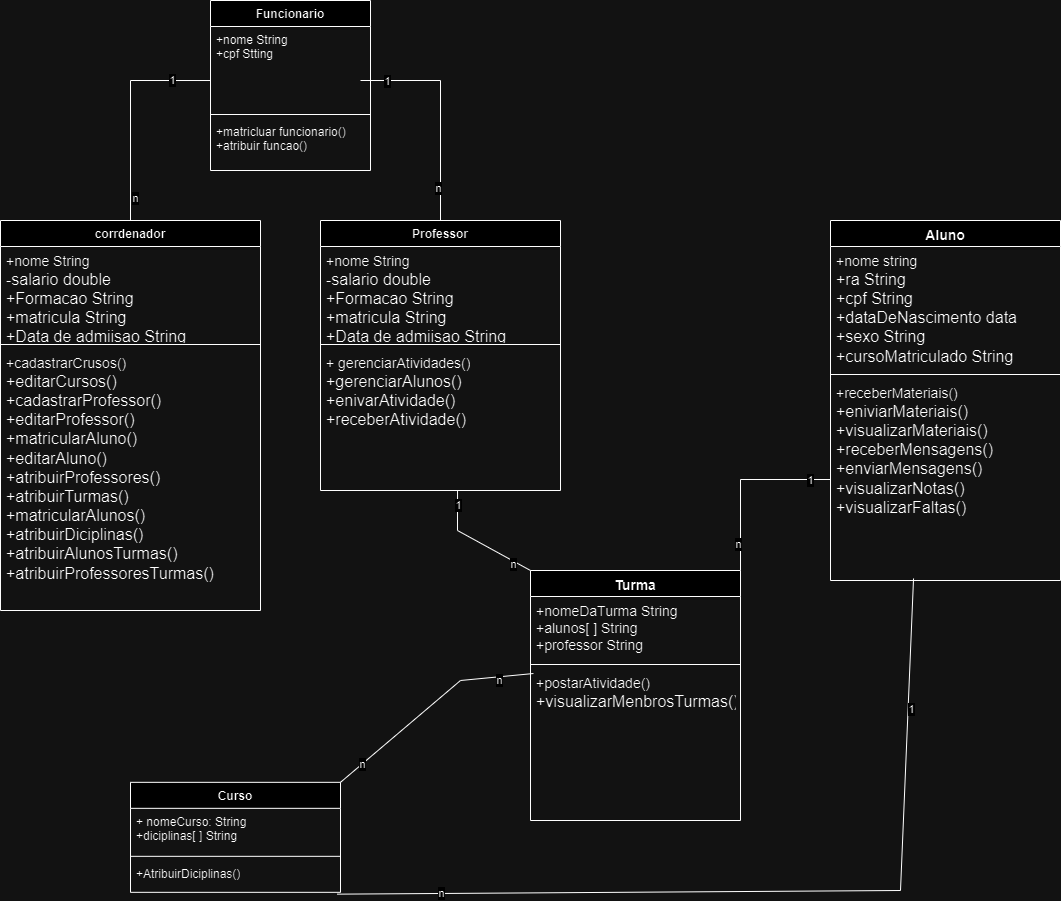 Funcionario
+nome String
+cpf Stting
1
1
+matricluar funcionario()
+atribuir funcao()
n
n
corrdenador
+nome String
-salario double
+Formacao String
+matricula String
+Data de admiisao String
+cadastrarCrusos()
+editarCursos()
+cadastrarProfessor()
+editarProfessor()
+matricularAluno()
+editarAluno()
+atribuirProfessores()
+atribuirTurmas()
+matricularAlunos()
+atribuirDiciplinas()
+atribuirAlunosTurmas()
+atribuirProfessoresTurmas()
Professor
+nome String
-salario double
+Formacao String
+matricula String
+Data de admiisao String
+ gerenciarAtividades()
+gerenciarAlunos()
+enivarAtividade()
+receberAtividade()
Aluno
+nome string
+ra String
+cpf String
+dataDeNascimento data
+sexo String
+cursoMatriculado String
+receberMateriais()
+eniviarMateriais()
+visualizarMateriais()
+receberMensagens()
+enviarMensagens()
+visualizarNotas()
+visualizarFaltas()
1
1
n
n
Turma
+nomeDaTurma String
+alunos[ ] String
+professor String
+postarAtividade()
+visualizarMenbrosTurmas()
n
n
1
Curso
+ nomeCurso: String
+diciplinas[ ] String
+AtribuirDiciplinas()
n